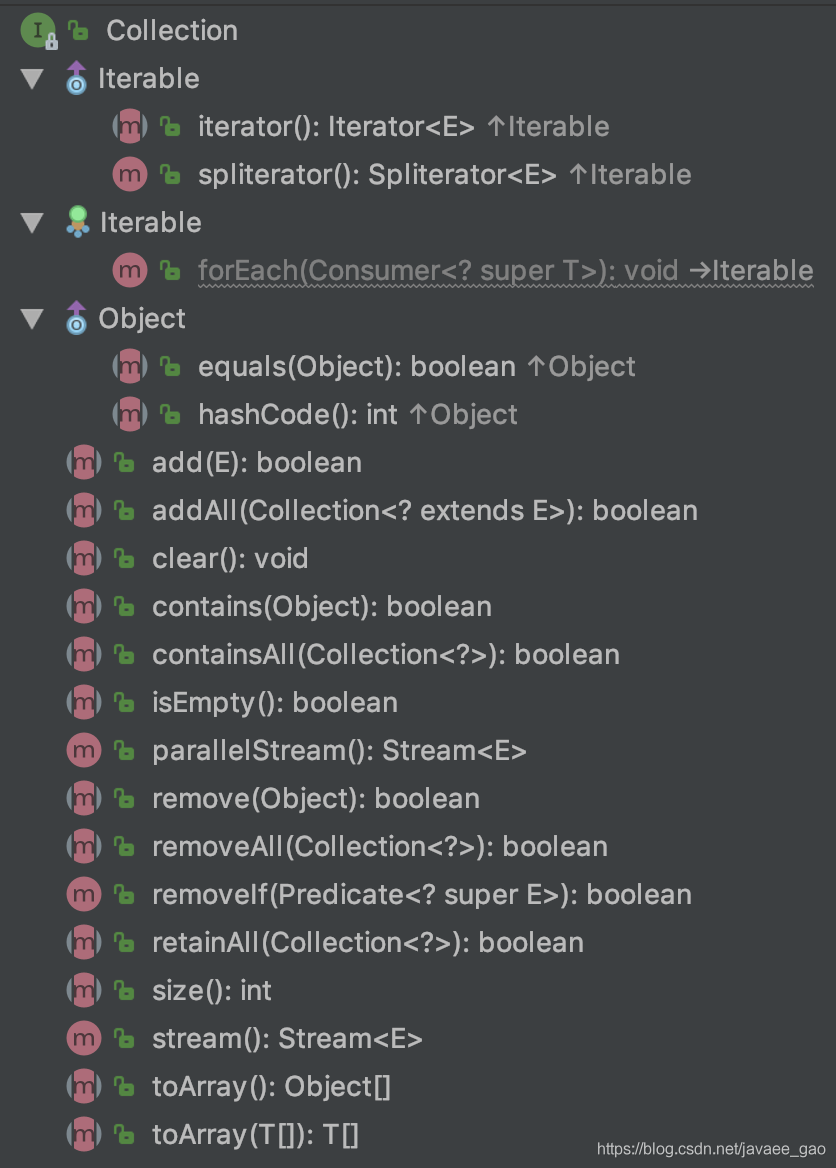 Collection
Iterable
iterator(): Iterator<E> ↑Iterable
spliterator(): Spliterator<E> ↑Iterable
Iterable
forEach(Consumer<? super T>): void →Iterable
Object
equals(Object): boolean ↑Object
hashCode(): int ↑Object
add(E): boolean
addAll(Collection<? extends E>): boolean
clear(): void
contains(Object): boolean
containsAll(Collection<?>): boolean
isEmpty(): boolean
parallelStream(): Stream<E>
remove(Object): boolean
removeAll(Collection<?>): boolean
removeIf(Predicate<? super E>): boolean
retainAll(Collection<?>): boolean
size(): int
stream(): Stream<E>
toArray(): Object[]
toArray(T[]): T[]
https://blog.csdn.net/javaee_gao